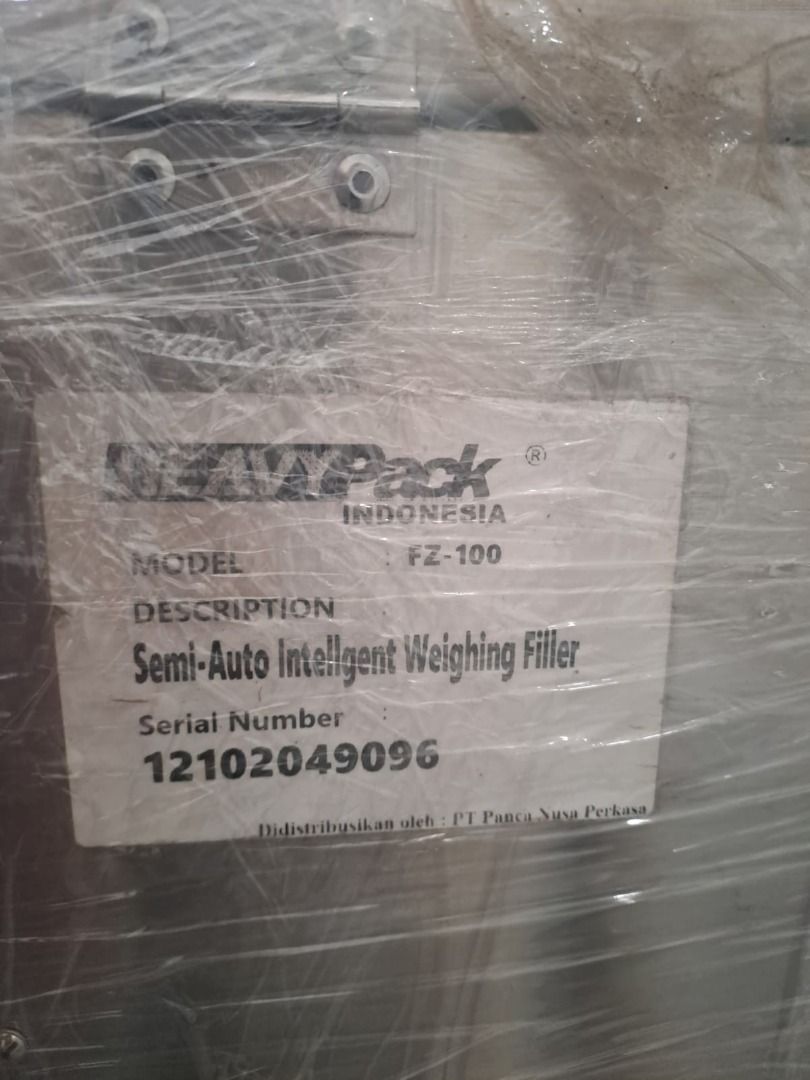 HEAVYPack ®
INDONESIA
MODEL : FZ-100
DESCRIPTION :
Semi-Auto Intellgent Weighing Filler
Serial Number :
12102049096
Didistribusikan oleh : PT Panca Nusa Perkasa